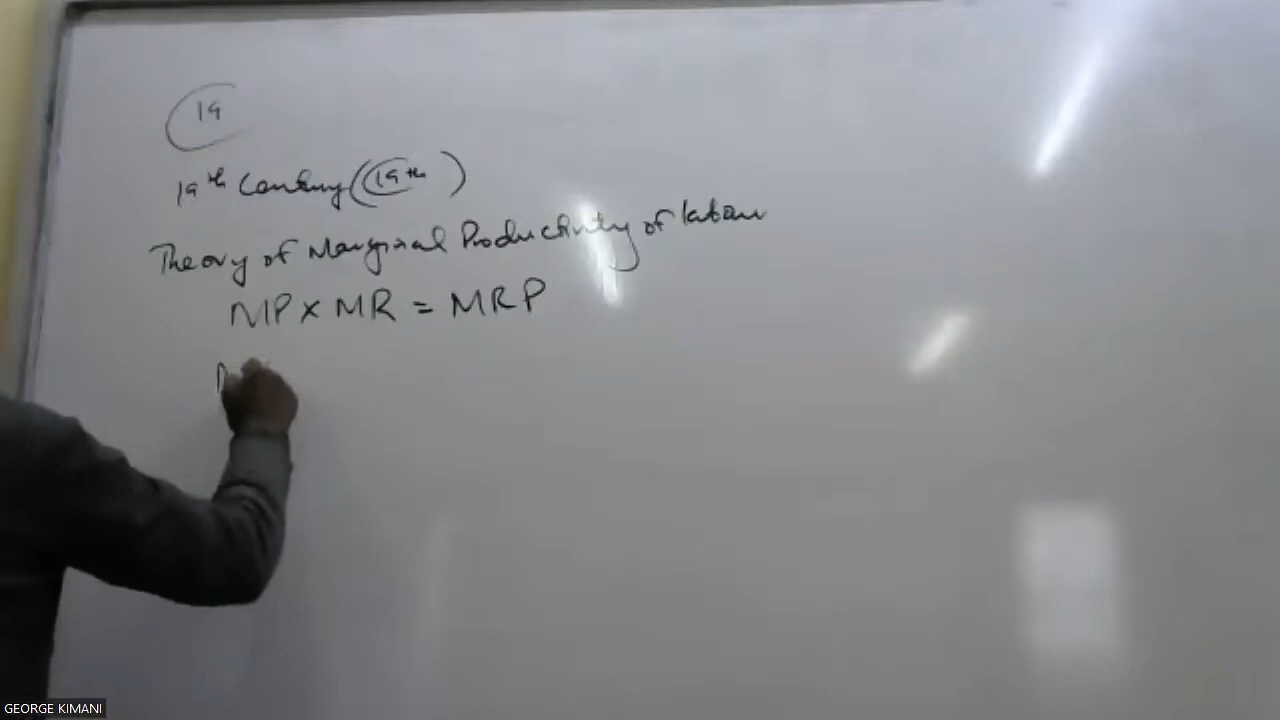 19
19th Century (19th)
Theory of Marginal Productivity of labour
MP x MR = MRP
GEORGE KIMANI